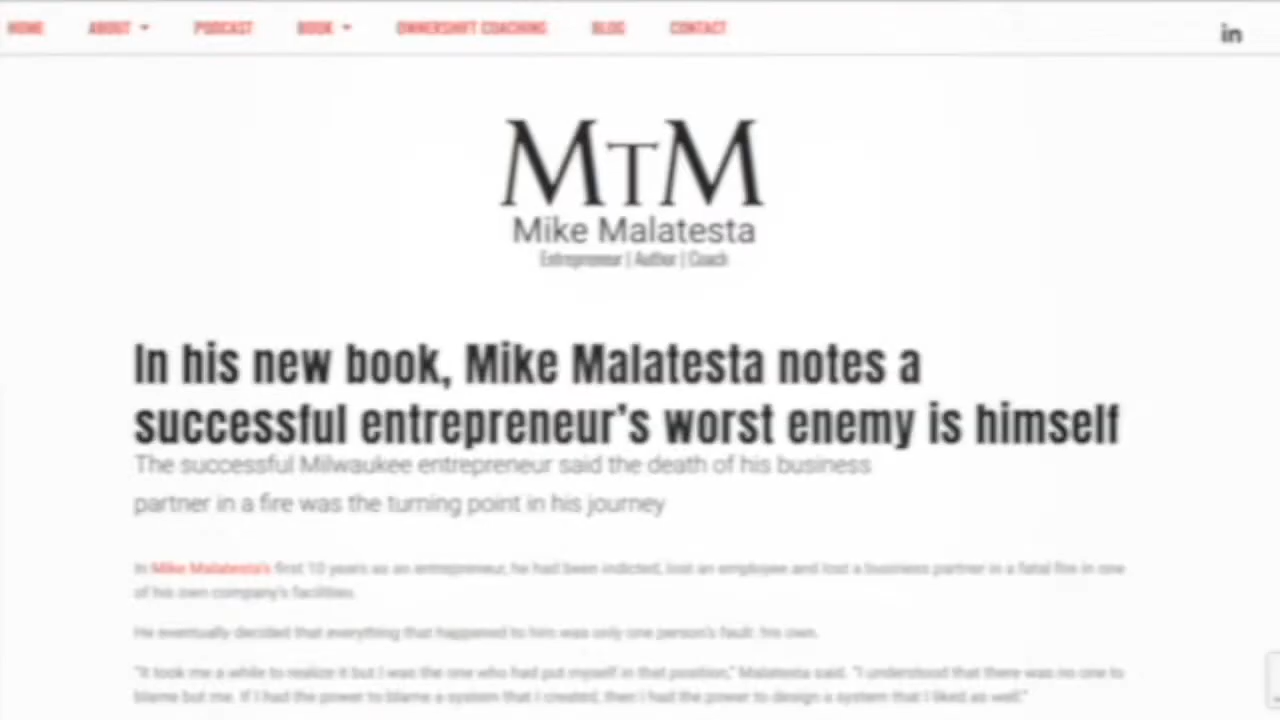 HOME ABOUT PODCAST BOOK OWNERSHIFT COACHING BLOG CONTACT in
MTM
Mike Malatesta
Entrepreneur | Author | Coach
In his new book, Mike Malatesta notes a
successful entrepreneur's worst enemy is himself
The successful Milwaukee entrepreneur said the death of his business
partner in a fire was the turning point in his journey
In Mike Malatesta's first 10 years as an entrepreneur, he had been indicted, lost an employee and lost a business partner in a fatal fire in one
of his own company's facilities.
He eventually decided that everything that happened to him was only one person's fault: his own.
"It took me a while to realize it but I was the one who had put myself in that position," Malatesta said. "I understood that there was no one to
blame but me. If I had the power to blame a system that I created, then I had the power to design a system that I liked as well."